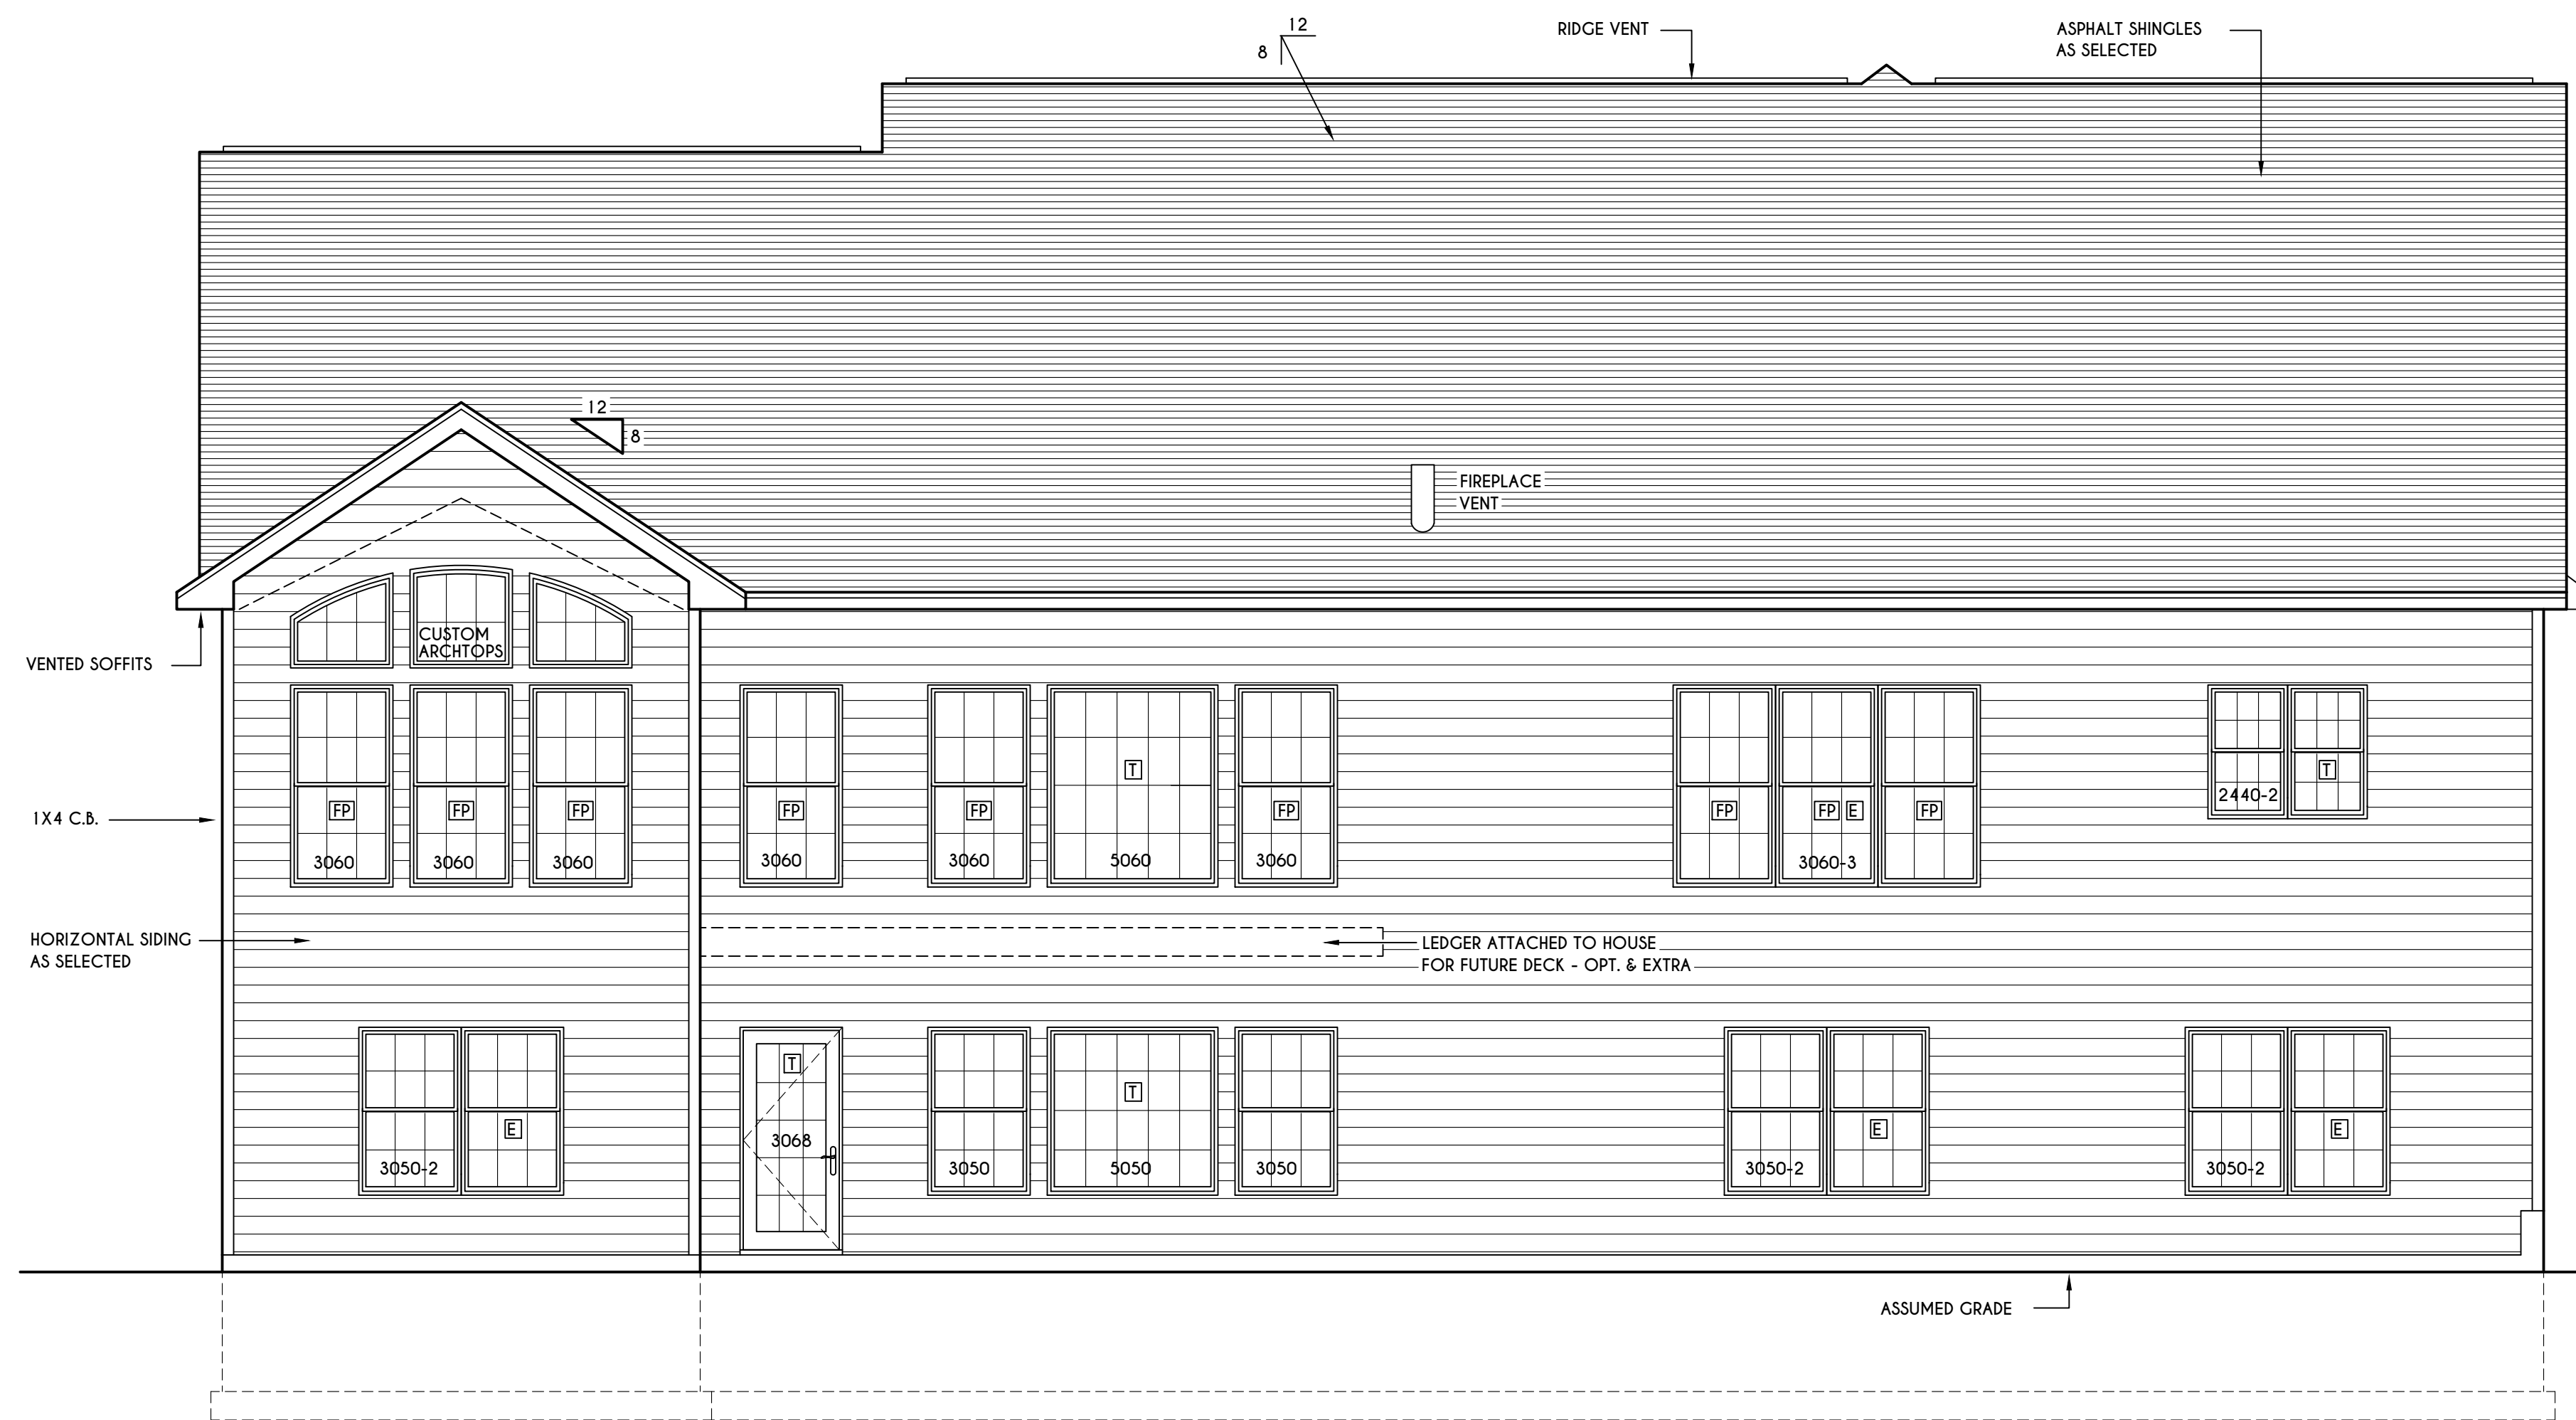 12
8
RIDGE VENT
ASPHALT SHINGLES
AS SELECTED
12
8
FIREPLACE
VENT
CUSTOM
ARCHTOPS
VENTED SOFFITS
T
T
FP
FP
FP
FP
FP
FP
FP
FP E
FP
2440-2
1X4 C.B.
3060
3060
3060
3060
3060
5060
3060
3060-3
HORIZONTAL SIDING
AS SELECTED
LEDGER ATTACHED TO HOUSE
FOR FUTURE DECK - OPT. & EXTRA
T
T
E
E
E
3068
3050-2
3050
5050
3050
3050-2
3050-2
ASSUMED GRADE